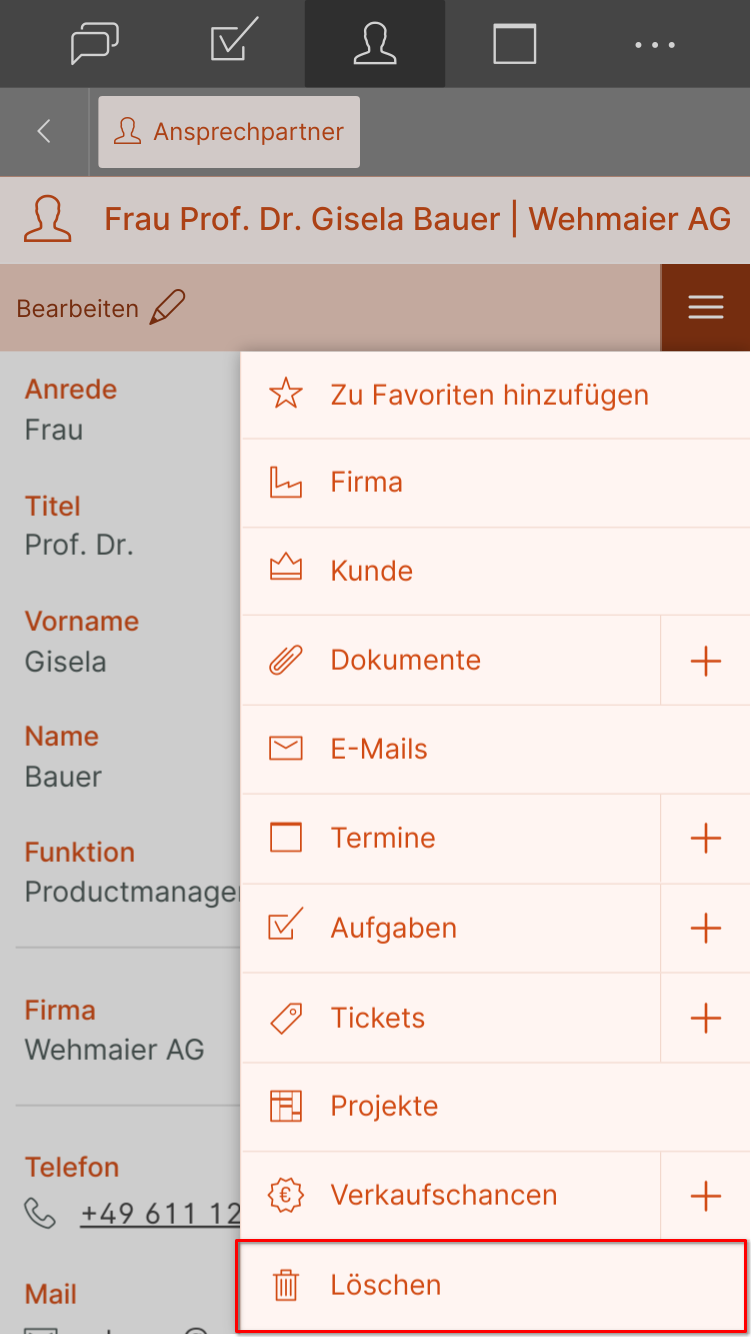 Ansprechpartner
Frau Prof. Dr. Gisela Bauer | Wehmaier AG
Bearbeiten
Anrede
Frau
Titel
Prof. Dr.
Vorname
Gisela
Name
Bauer
Funktion
Productmanager
Firma
Wehmaier AG
Telefon
+49 611 12
Mail
Zu Favoriten hinzufügen
Firma
Kunde
Dokumente
E-Mails
Termine
Aufgaben
Tickets
Projekte
Verkaufschancen
Löschen